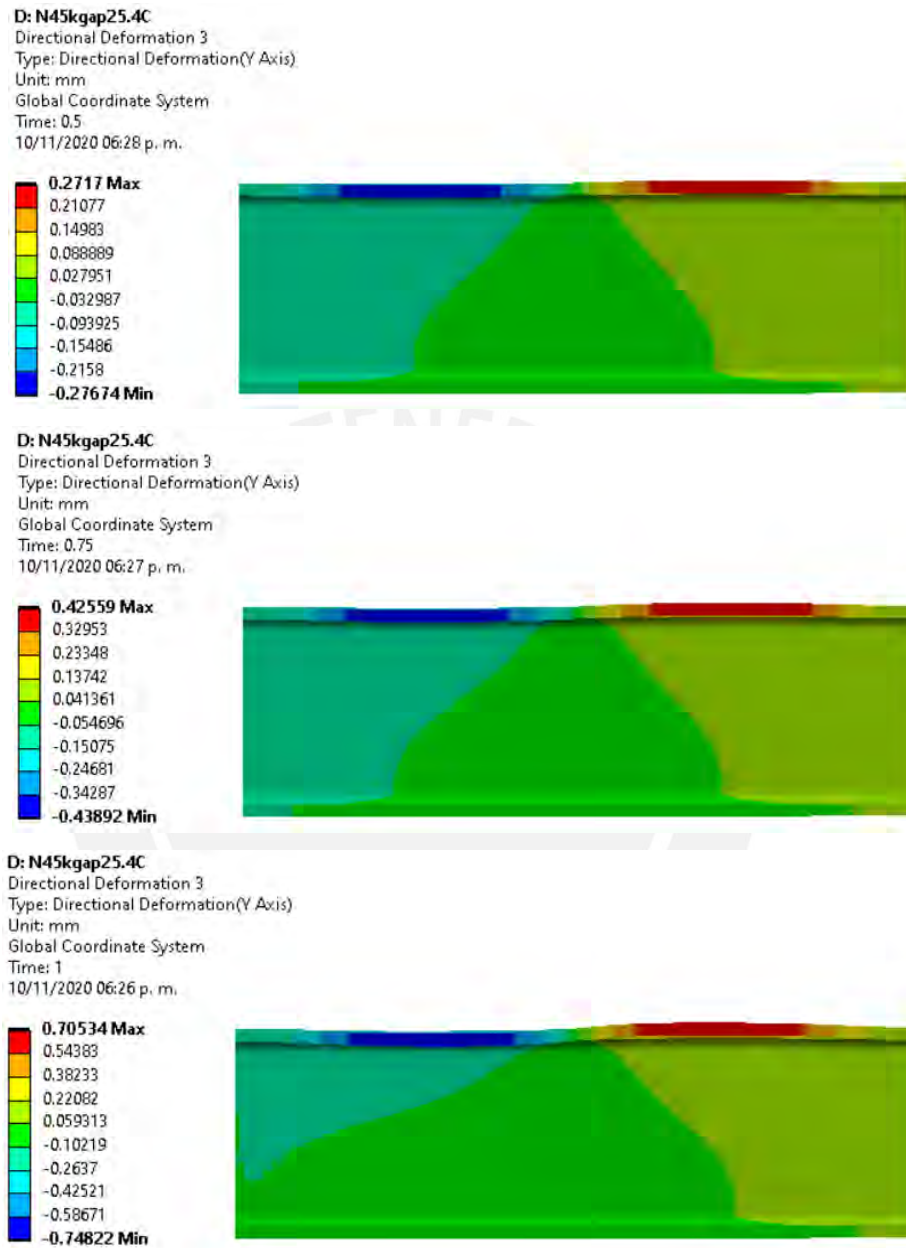 D: N45kgap25.4C
Directional Deformation 3
Type: Directional Deformation(Y Axis)
Unit: mm
Global Coordinate System
Time: 0.5
10/11/2020 06:28 p. m.
0.2717 Max
0.21077
0.14983
0.088889
0.027951
-0.032987
-0.093925
-0.15486
-0.2158
-0.27674 Min
D: N45kgap25.4C
Directional Deformation 3
Type: Directional Deformation(Y Axis)
Unit: mm
Global Coordinate System
Time: 0.75
10/11/2020 06:27 p. m.
0.42559 Max
0.32953
0.23348
0.13742
0.041361
-0.054696
-0.15075
-0.24681
-0.34287
-0.43892 Min
D: N45kgap25.4C
Directional Deformation 3
Type: Directional Deformation(Y Axis)
Unit: mm
Global Coordinate System
Time: 1
10/11/2020 06:26 p. m.
0.70534 Max
0.54383
0.38233
0.22082
0.059313
-0.10219
-0.2637
-0.42521
-0.58671
-0.74822 Min